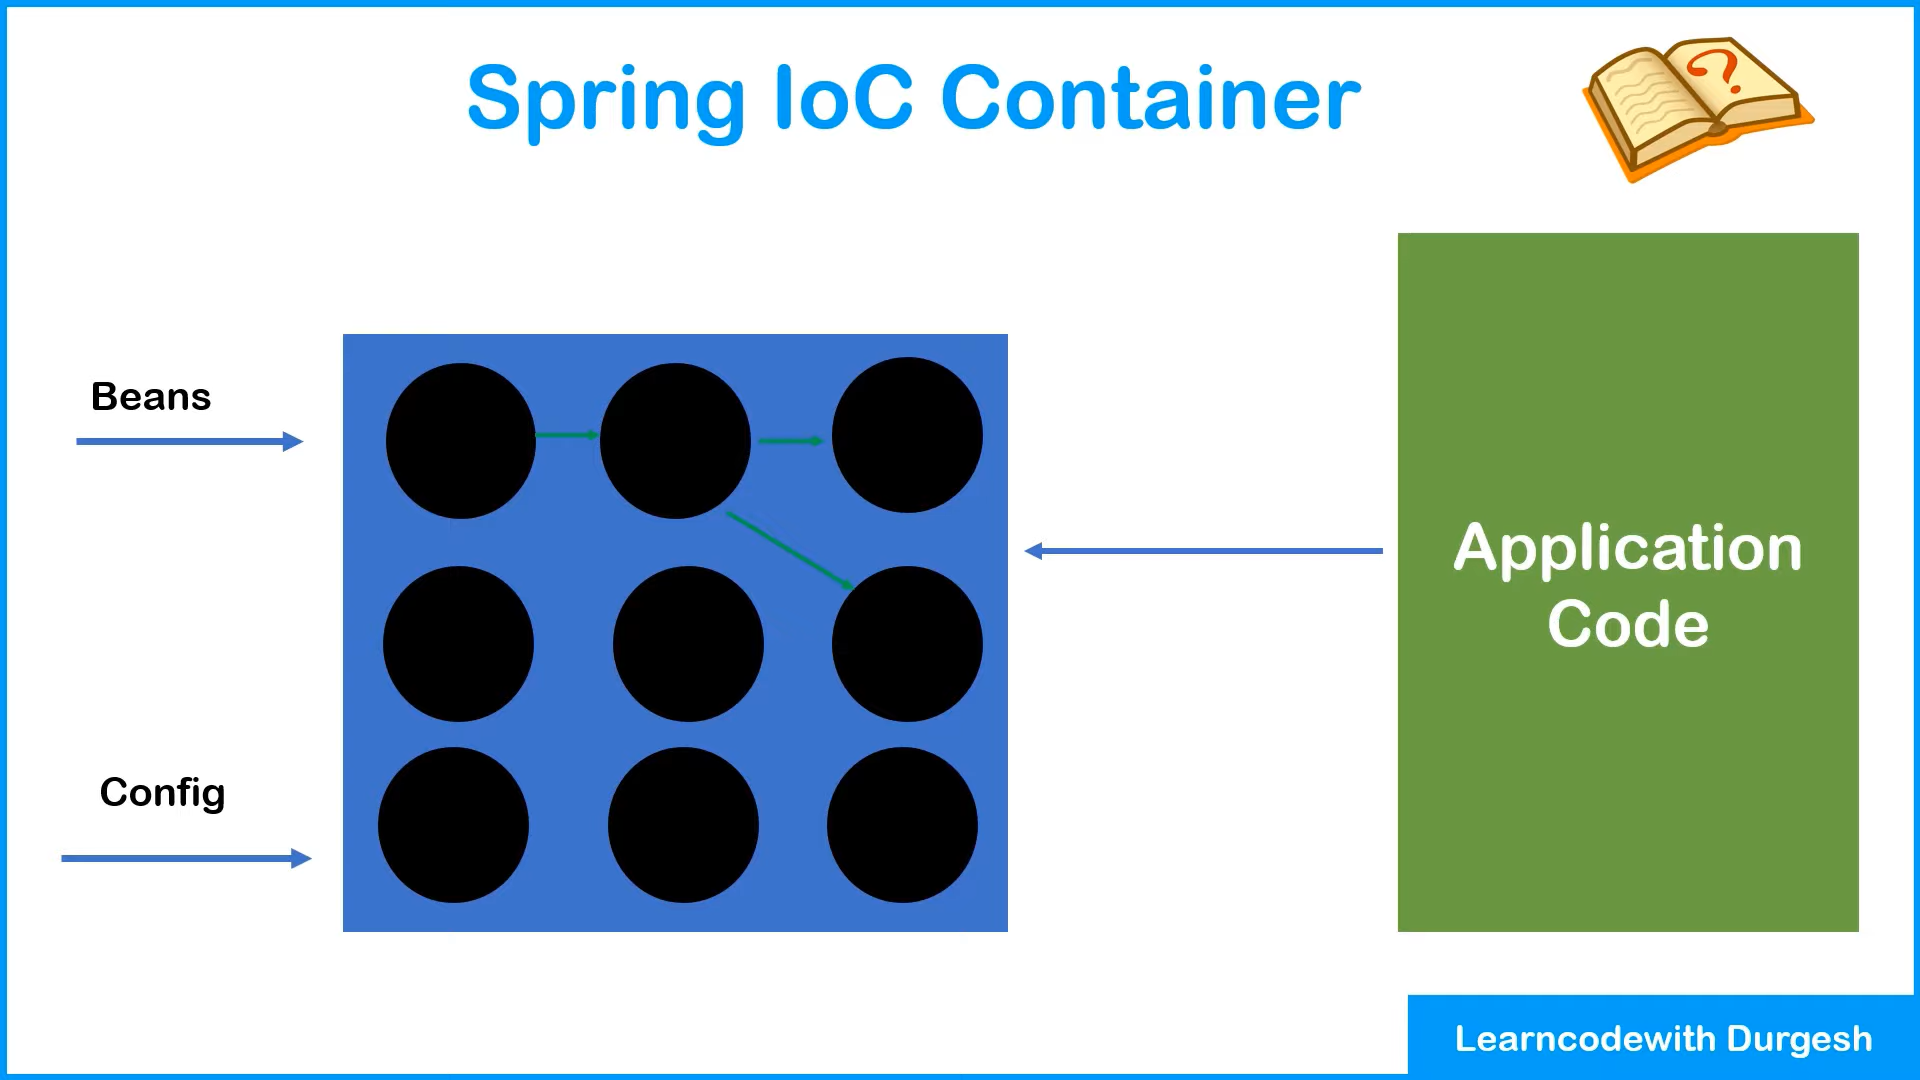 Spring IoC Container
?
Beans
Application
Code
Config
Learncodewith Durgesh